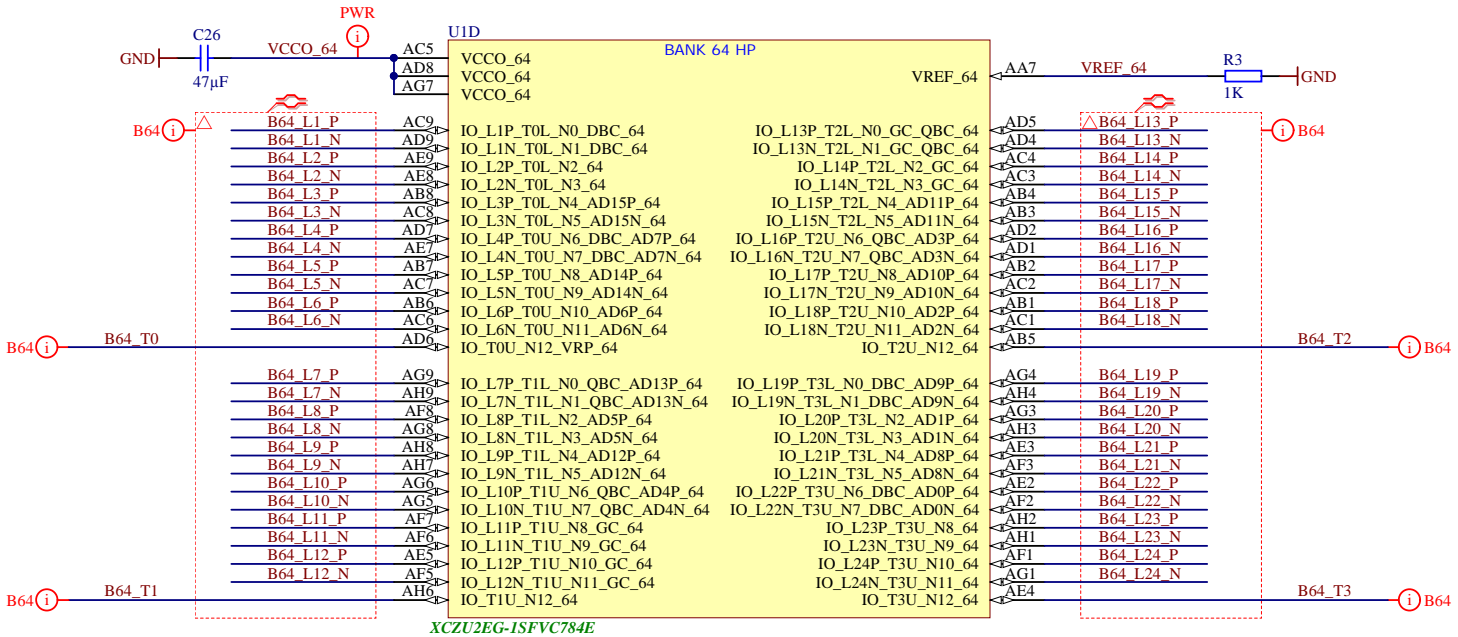 PWR
C26
GND
VCCO_64
47µF
U1D
BANK 64 HP
AC5 VCCO_64
AD8 VCCO_64
AG7 VCCO_64
VREF_64 AA7 VREF_64
R3
1K
GND
B64
B64_L1_P AC9 IO_L1P_T0L_N0_DBC_64
B64_L1_N AD9 IO_L1N_T0L_N1_DBC_64
B64_L2_P AE9 IO_L2P_T0L_N2_64
B64_L2_N AE8 IO_L2N_T0L_N3_64
B64_L3_P AB8 IO_L3P_T0L_N4_AD15P_64
B64_L3_N AC8 IO_L3N_T0L_N5_AD15N_64
B64_L4_P AD7 IO_L4P_T0U_N6_DBC_AD7P_64
B64_L4_N AE7 IO_L4N_T0U_N7_DBC_AD7N_64
B64_L5_P AB7 IO_L5P_T0U_N8_AD14P_64
B64_L5_N AC7 IO_L5N_T0U_N9_AD14N_64
B64_L6_P AB6 IO_L6P_T0U_N10_AD6P_64
B64_L6_N AC6 IO_L6N_T0U_N11_AD6N_64
B64 B64_T0 AD6 IO_T0U_N12_VRP_64
B64_L7_P AG9 IO_L7P_T1L_N0_QBC_AD13P_64
B64_L7_N AH9 IO_L7N_T1L_N1_QBC_AD13N_64
B64_L8_P AF8 IO_L8P_T1L_N2_AD5P_64
B64_L8_N AG8 IO_L8N_T1L_N3_AD5N_64
B64_L9_P AH8 IO_L9P_T1L_N4_AD12P_64
B64_L9_N AH7 IO_L9N_T1L_N5_AD12N_64
B64_L10_P AG6 IO_L10P_T1U_N6_QBC_AD4P_64
B64_L10_N AG5 IO_L10N_T1U_N7_QBC_AD4N_64
B64_L11_P AF7 IO_L11P_T1U_N8_GC_64
B64_L11_N AF6 IO_L11N_T1U_N9_GC_64
B64_L12_P AE5 IO_L12P_T1U_N10_GC_64
B64_L12_N AF5 IO_L12N_T1U_N11_GC_64
B64 B64_T1 AH6 IO_T1U_N12_64
IO_L13P_T2L_N0_GC_QBC_64 AD5 B64_L13_P
B64
IO_L13N_T2L_N1_GC_QBC_64 AD4 B64_L13_N
IO_L14P_T2L_N2_GC_64 AC4 B64_L14_P
IO_L14N_T2L_N3_GC_64 AC3 B64_L14_N
IO_L15P_T2L_N4_AD11P_64 AB4 B64_L15_P
IO_L15N_T2L_N5_AD11N_64 AB3 B64_L15_N
IO_L16P_T2U_N6_QBC_AD3P_64 AD2 B64_L16_P
IO_L16N_T2U_N7_QBC_AD3N_64 AD1 B64_L16_N
IO_L17P_T2U_N8_AD10P_64 AB2 B64_L17_P
IO_L17N_T2U_N9_AD10N_64 AC2 B64_L17_N
IO_L18P_T2U_N10_AD2P_64 AB1 B64_L18_P
IO_L18N_T2U_N11_AD2N_64 AC1 B64_L18_N
IO_T2U_N12_64 AB5 B64_T2 B64
IO_L19P_T3L_N0_DBC_AD9P_64 AG4 B64_L19_P
IO_L19N_T3L_N1_DBC_AD9N_64 AH4 B64_L19_N
IO_L20P_T3L_N2_AD1P_64 AG3 B64_L20_P
IO_L20N_T3L_N3_AD1N_64 AH3 B64_L20_N
IO_L21P_T3L_N4_AD8P_64 AE3 B64_L21_P
IO_L21N_T3L_N5_AD8N_64 AF3 B64_L21_N
IO_L22P_T3U_N6_DBC_AD0P_64 AE2 B64_L22_P
IO_L22N_T3U_N7_DBC_AD0N_64 AF2 B64_L22_N
IO_L23P_T3U_N8_64 AH2 B64_L23_P
IO_L23N_T3U_N9_64 AH1 B64_L23_N
IO_L24P_T3U_N10_64 AF1 B64_L24_P
IO_L24N_T3U_N11_64 AG1 B64_L24_N
IO_T3U_N12_64 AE4 B64_T3 B64
XCZU2EG-1SFVC784E